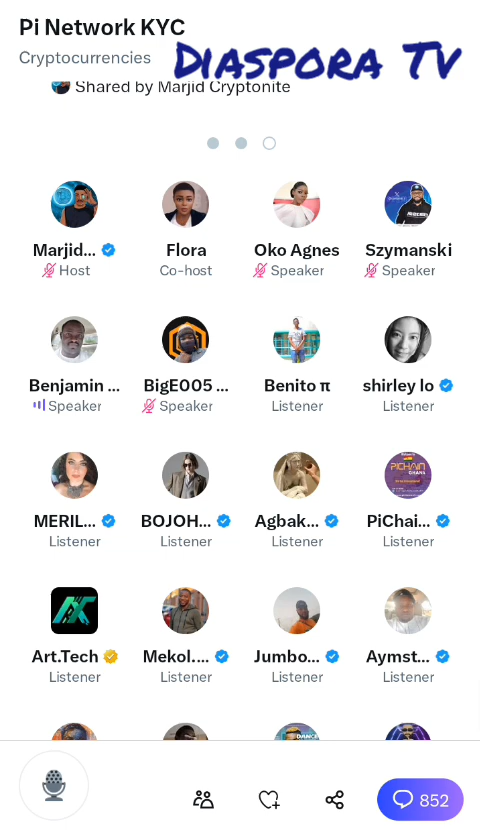 Pi Network KYC
Cryptocurrencies
DIASPORA TV
Shared by Marjid Cryptonite
Marjid... Flora Oko Agnes Szymanski
Host Co-host Speaker Speaker
Benjamin ... BigE005 ... Benito π shirley lo
Speaker Speaker Listener Listener
MERIL... BOJOH... Agbak... PiChai...
Listener Listener Listener Listener
PICHAIN
GHANA
Art.Tech Mekol.... Jumbo... Aymst...
Listener Listener Listener Listener
852